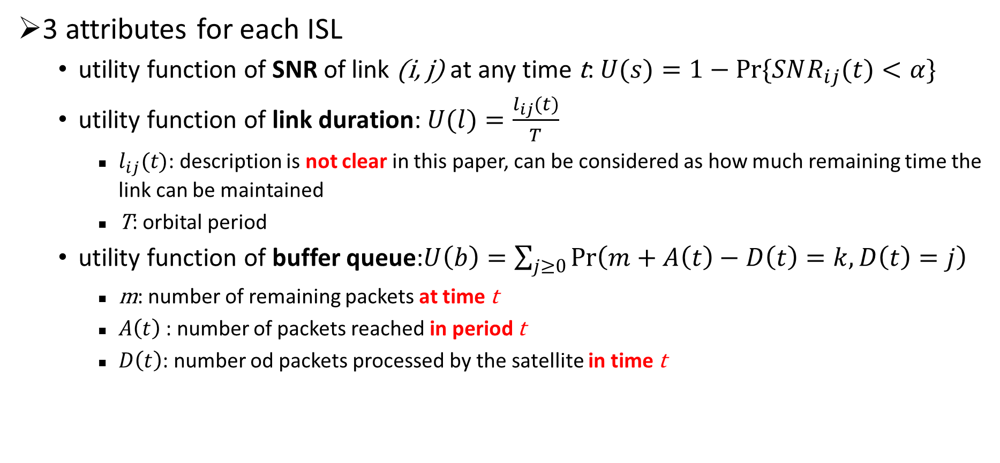 ➢3 attributes for each ISL
• utility function of SNR of link (i, j) at any time t: U(s) = 1 − Pr{SNR_{ij}(t) < α}
• utility function of link duration: U(l) = \frac{l_{ij}(t)}{T}
▪ l_{ij}(t): description is not clear in this paper, can be considered as how much remaining time the
link can be maintained
▪ T: orbital period
• utility function of buffer queue:U(b) = ∑_{j≥0} Pr(m + A(t) − D(t) = k, D(t) = j)
▪ m: number of remaining packets at time t
▪ A(t) : number of packets reached in period t
▪ D(t): number od packets processed by the satellite in time t